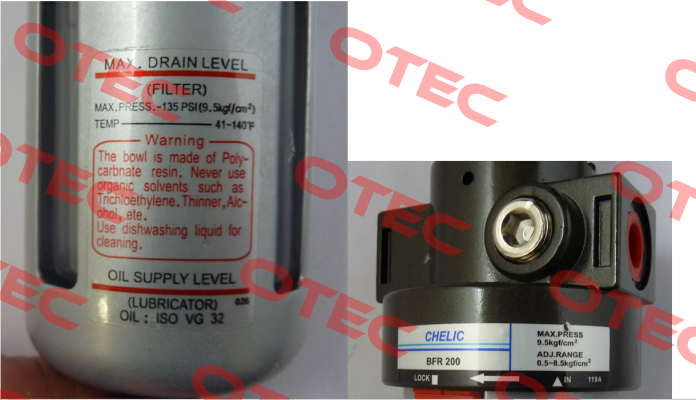 MAX. DRAIN LEVEL
(FILTER)
MAX. PRESS.-135 PSI(9.5kgf/cm²)
TEMP 41~140°F
Warning
The bowl is made of Poly-
carbnate resin. Never use
organic solvents such as
Trichloethylene.Thinner,Alc-
ohol, ete.
Use dishwashing liquid for
cleaning.
OIL SUPPLY LEVEL
(LUBRICATOR) 026
OIL : ISO VG 32
CHELIC
BFR 200
MAX.PRESS
9.5kgf/cm²
ADJ.RANGE
0.5~8.5kgf/cm²
LOCK IN 119A
OTEC
OTEC
OTEC
OTEC
OTEC
OTEC